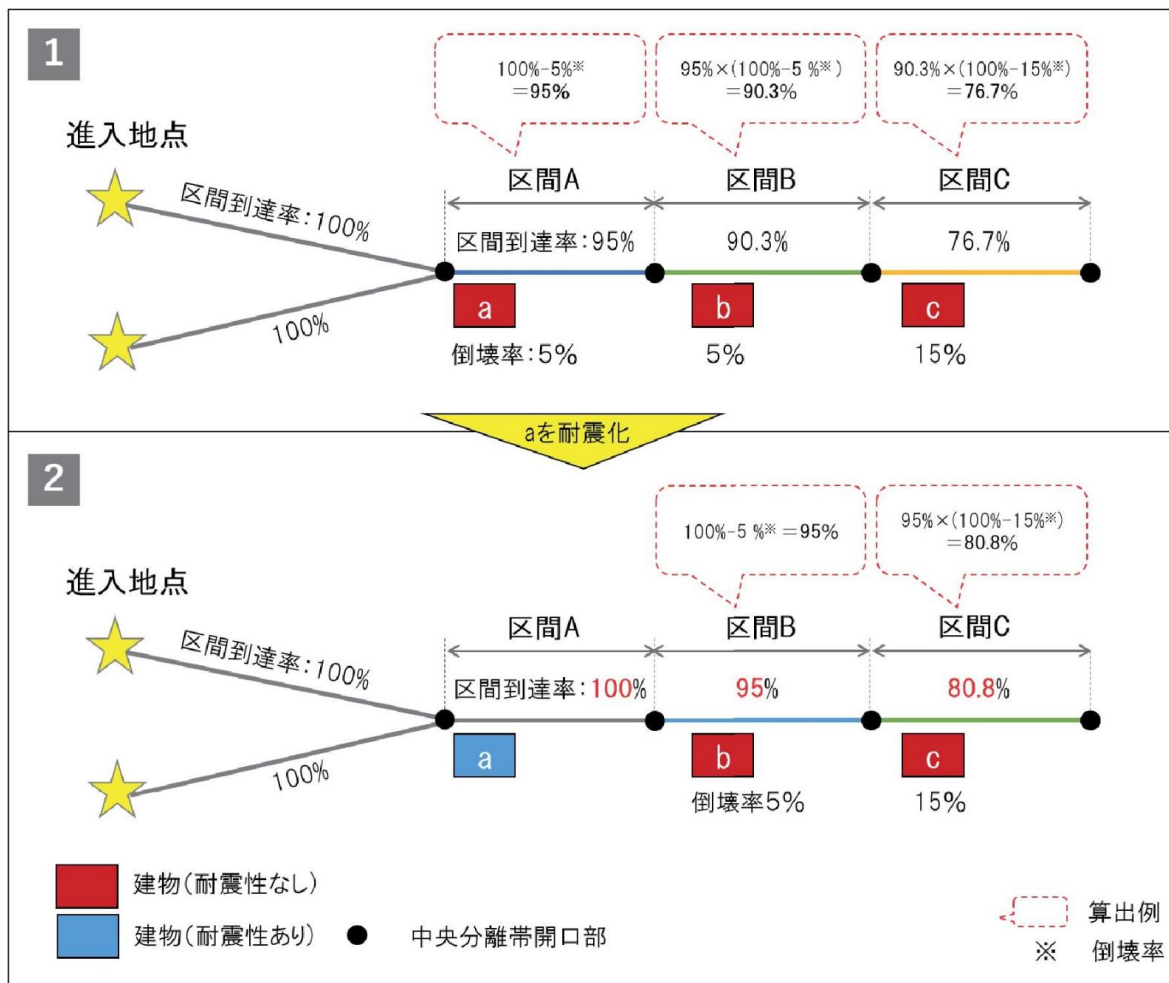 1
100%-5%※
=95%
95%×(100%-5 %※)
=90.3%
90.3%×(100%-15%※)
=76.7%
進入地点
区間A
区間B
区間C
区間到達率:100%
100%
区間到達率:95%
90.3%
76.7%
a
b
c
倒壊率:5%
5%
15%
aを耐震化
2
100%-5 %※=95%
95%×(100%-15%※)
=80.8%
進入地点
区間A
区間B
区間C
区間到達率:100%
100%
区間到達率:100%
95%
80.8%
a
b
c
倒壊率5%
15%
建物(耐震性なし)
建物(耐震性あり)
中央分離帯開口部
算出例
※ 倒壊率